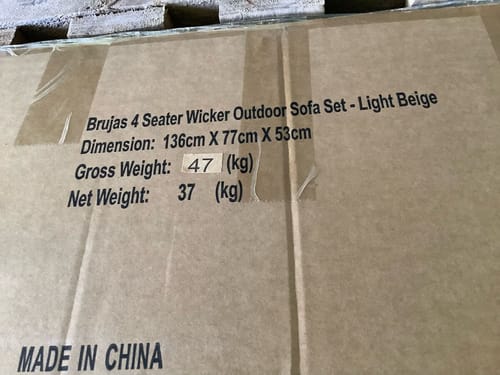 Brujas 4 Seater Wicker Outdoor Sofa Set - Light Beige
Dimension: 136cm X 77cm X 53cm
Gross Weight: 47 (kg)
Net Weight: 37 (kg)
MADE IN CHINA